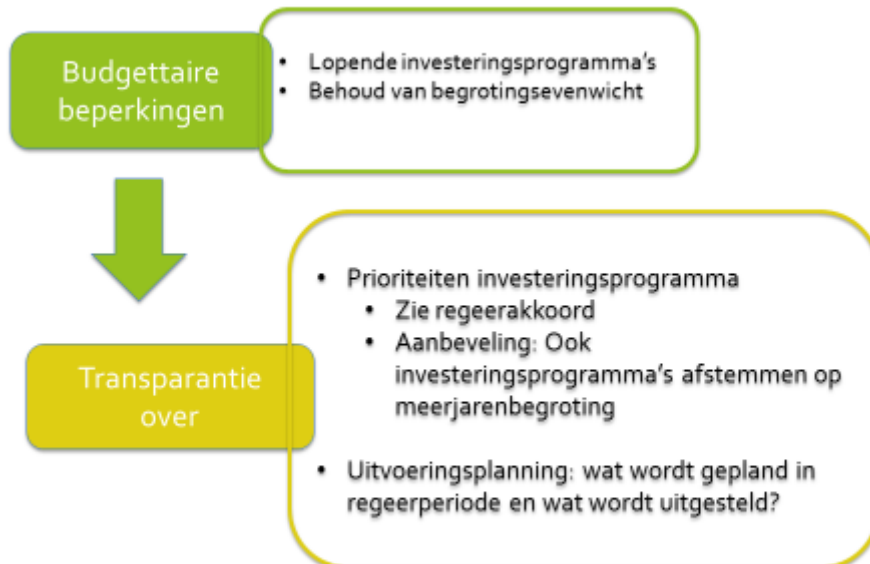 Budgettaire
beperkingen
• Lopende investeringsprogramma's
• Behoud van begrotingsevenwicht
Transparantie
over
• Prioriteiten investeringsprogramma
• Zie regeerakkoord
• Aanbeveling: Ook
investeringsprogramma's afstemmen op
meerjarenbegroting
• Uitvoeringsplanning: wat wordt gepland in
regeerperiode en wat wordt uitgesteld?